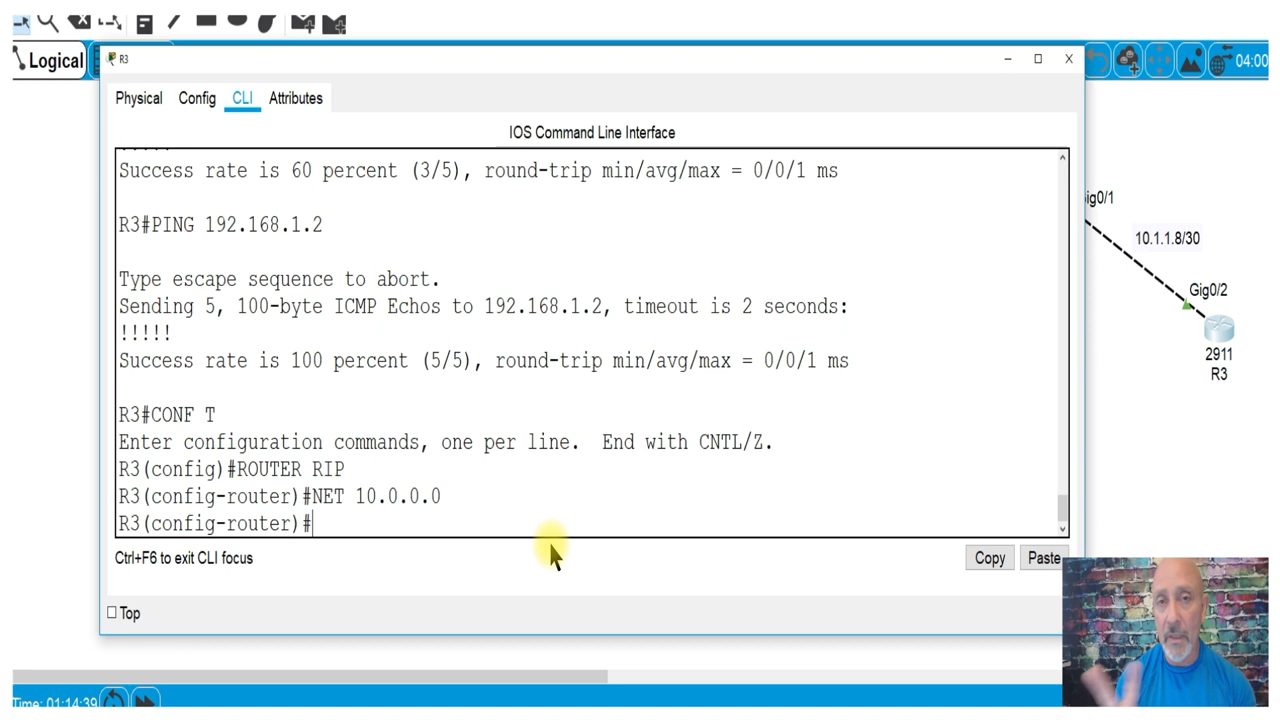 Logical
04:00
R3
Physical
Config
CLI
Attributes
IOS Command Line Interface
Success rate is 60 percent (3/5), round-trip min/avg/max = 0/0/1 ms
R3#PING 192.168.1.2
Type escape sequence to abort.
Sending 5, 100-byte ICMP Echos to 192.168.1.2, timeout is 2 seconds:
!!!!!
Success rate is 100 percent (5/5), round-trip min/avg/max = 0/0/1 ms
R3#CONF T
Enter configuration commands, one per line.  End with CNTL/Z.
R3(config)#ROUTER RIP
R3(config-router)#NET 10.0.0.0
R3(config-router)#
Ctrl+F6 to exit CLI focus
Copy
Paste
Top
ig0/1
10.1.1.8/30
Gig0/2
2911
R3
Time: 01:14:39